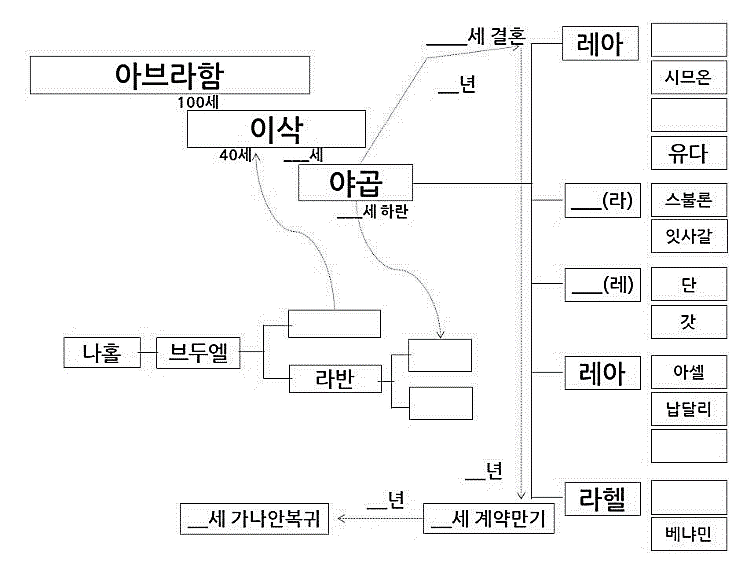 ____세 결혼
레아
아브라함
__년
시므온
100세
이삭
유다
40세
____세
야곱
___(라)
스불론
____세 하란
잇사갈
___(레)
단
갓
나홀
브두엘
라반
레아
아셀
납달리
__년
라헬
__세 가나안복귀
__년
__세 계약만기
베냐민